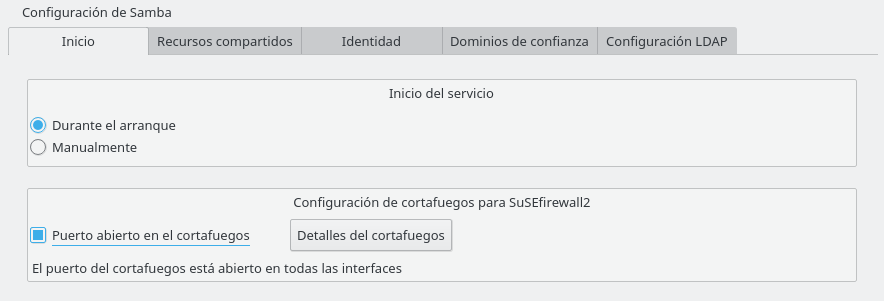 Configuración de Samba
Inicio Recursos compartidos Identidad Dominios de confianza Configuración LDAP
Inicio del servicio
Durante el arranque
Manualmente
Configuración de cortafuegos para SuSEfirewall2
Puerto abierto en el cortafuegos Detalles del cortafuegos
El puerto del cortafuegos está abierto en todas las interfaces